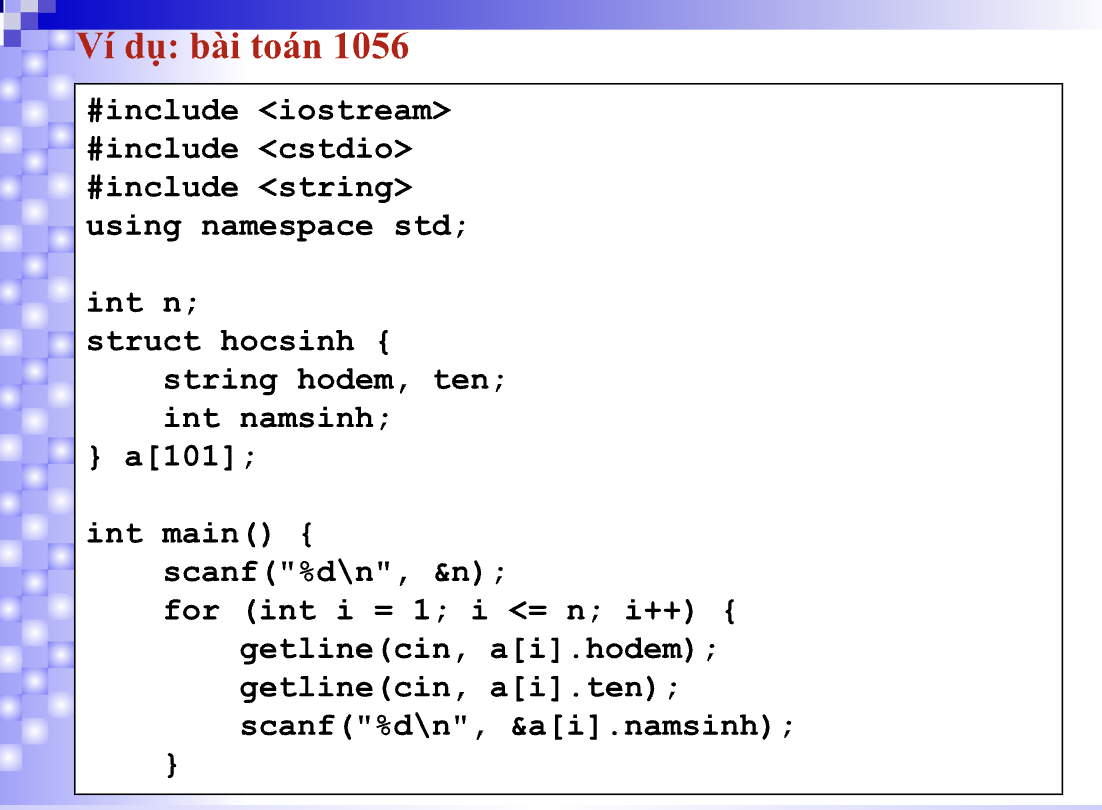 Ví dụ: bài toán 1056
#include <iostream>
#include <cstdio>
#include <string>
using namespace std;

int n;
struct hocsinh {
    string hodem, ten;
    int namsinh;
} a[101];

int main() {
    scanf("%d\n", &n);
    for (int i = 1; i <= n; i++) {
        getline(cin, a[i].hodem);
        getline(cin, a[i].ten);
        scanf("%d\n", &a[i].namsinh);
    }